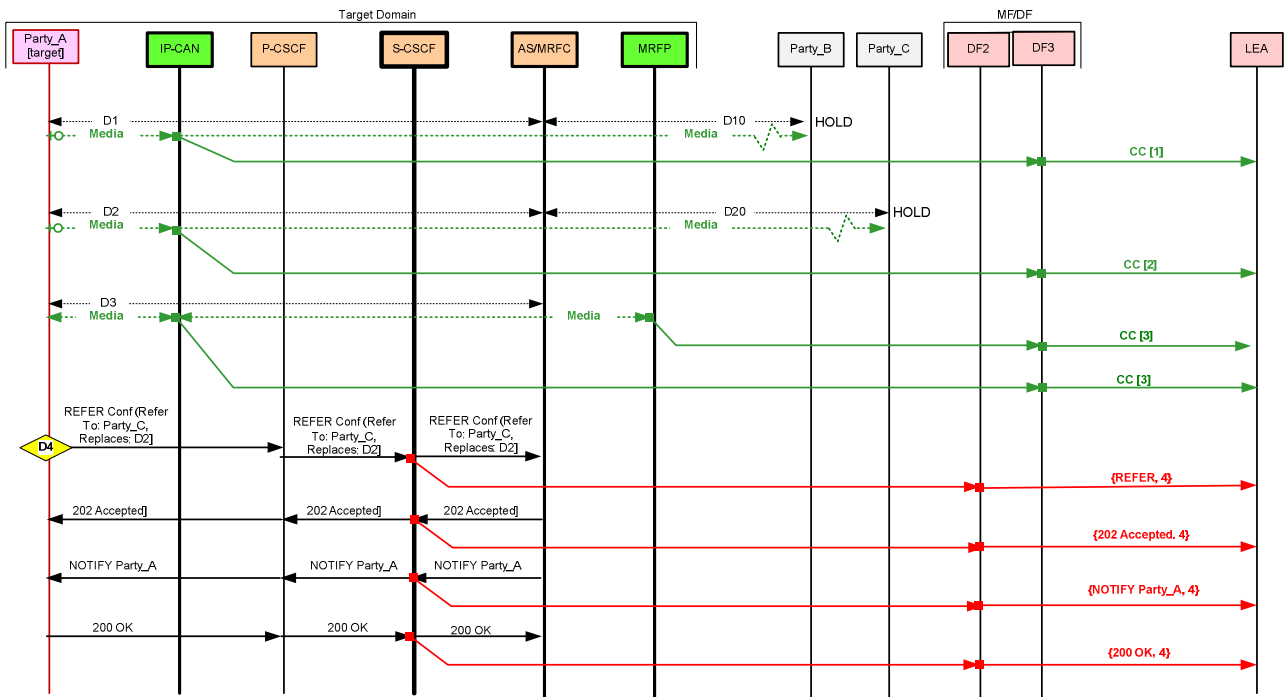 Target Domain
MF/DF
Party_A
[target]
IP-CAN
P-CSCF
S-CSCF
AS/MRFC
MRFP
Party_B
Party_C
DF2
DF3
LEA
D1
D10
HOLD
Media
Media
CC [1]
D2
D20
HOLD
Media
Media
CC [2]
D3
Media
Media
CC [3]
CC [3]
REFER Conf (Refer
To: Party_C,
Replaces: D2]
REFER Conf (Refer
To: Party_C,
Replaces: D2]
REFER Conf (Refer
To: Party_C,
Replaces: D2]
D4
{REFER, 4}
202 Accepted]
202 Accepted]
202 Accepted]
{202 Accepted. 4}
NOTIFY Party_A
NOTIFY Party_A
NOTIFY Party_A
{NOTIFY Party_A, 4}
200 OK
200 OK
200 OK
{200 OK, 4}